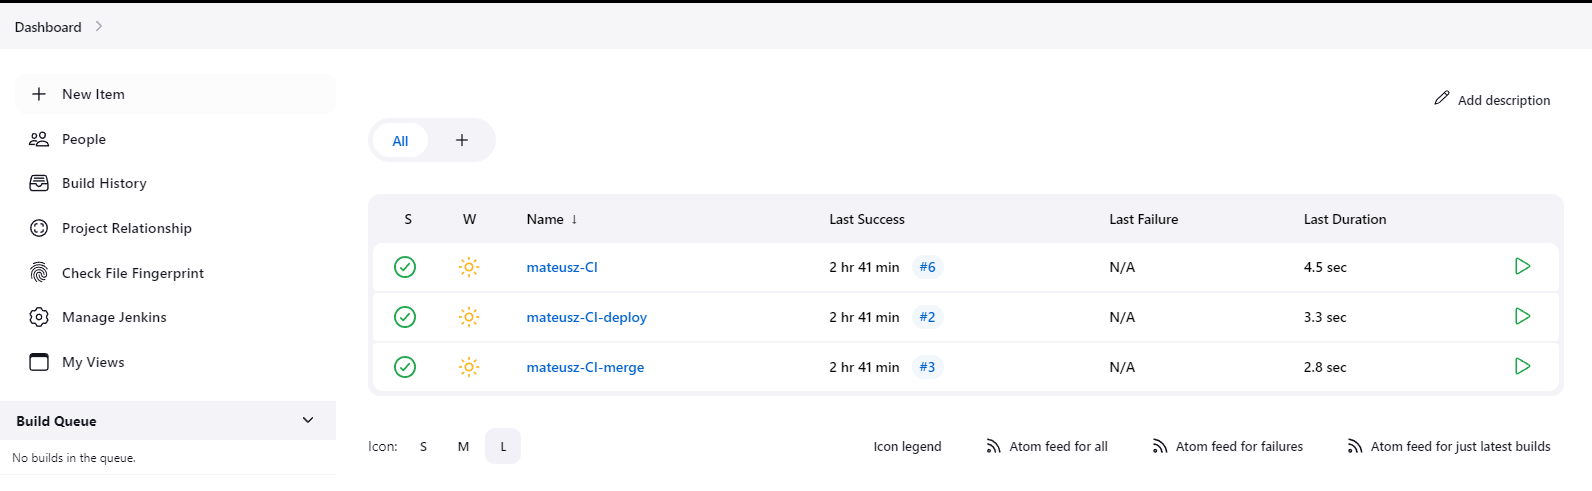 Dashboard
New Item
People
Build History
Project Relationship
Check File Fingerprint
Manage Jenkins
My Views
Build Queue
No builds in the queue.
Add description
All +
S W Name ↓ Last Success Last Failure Last Duration
mateusz-CI 2 hr 41 min #6 N/A 4.5 sec
mateusz-CI-deploy 2 hr 41 min #2 N/A 3.3 sec
mateusz-CI-merge 2 hr 41 min #3 N/A 2.8 sec
Icon: S M L Icon legend Atom feed for all Atom feed for failures Atom feed for just latest builds